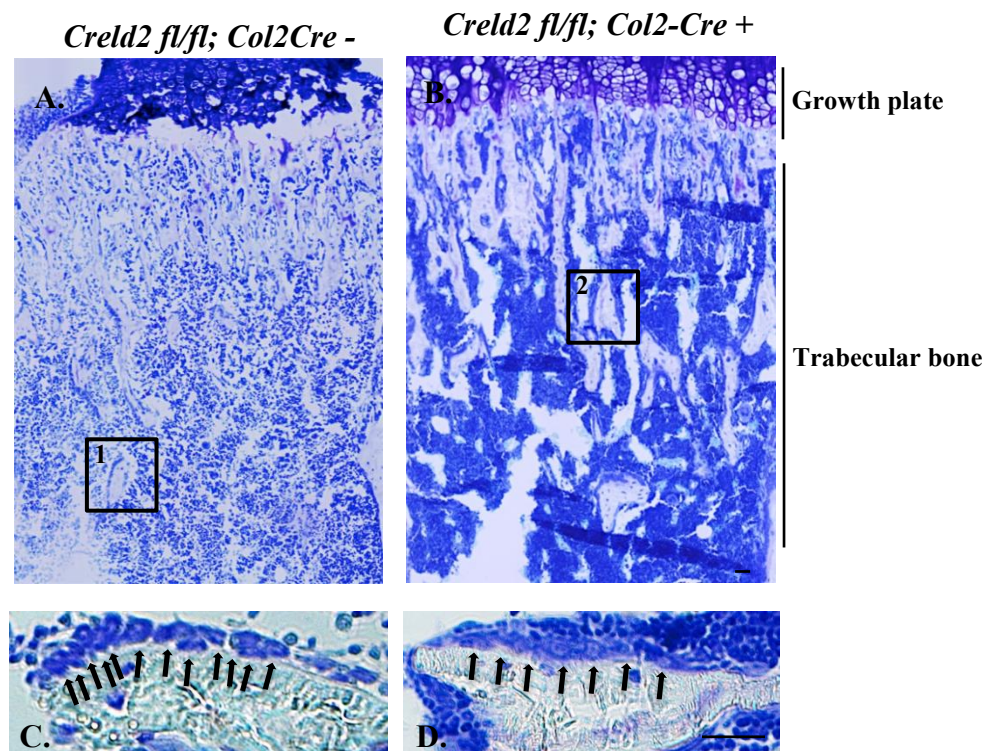 Creld2 fl/fl; Col2Cre -
Creld2 fl/fl; Col2-Cre +
A.
B.
Growth plate
Trabecular bone
1
2
C.
D.